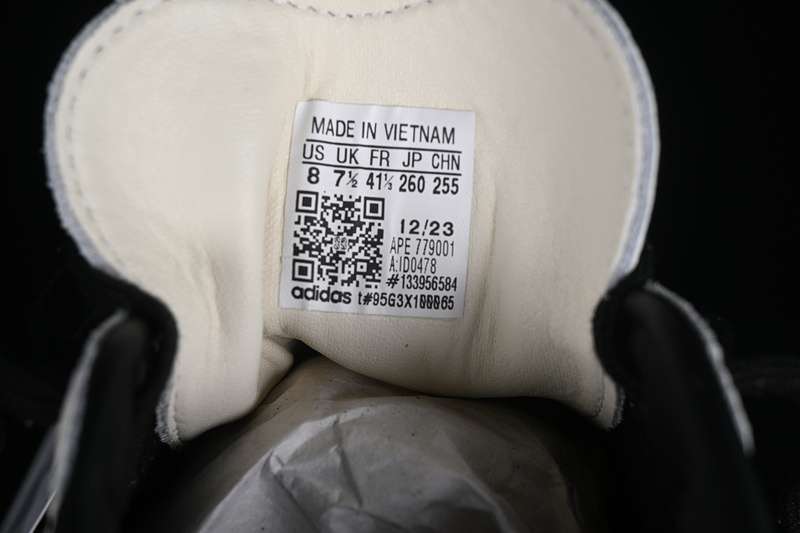 MADE IN VIETNAM
US UK FR JP CHN
8 7½ 41⅓ 260 255
12/23
APE 779001
A:ID0478
#133956584
adidas t#95G3X100065